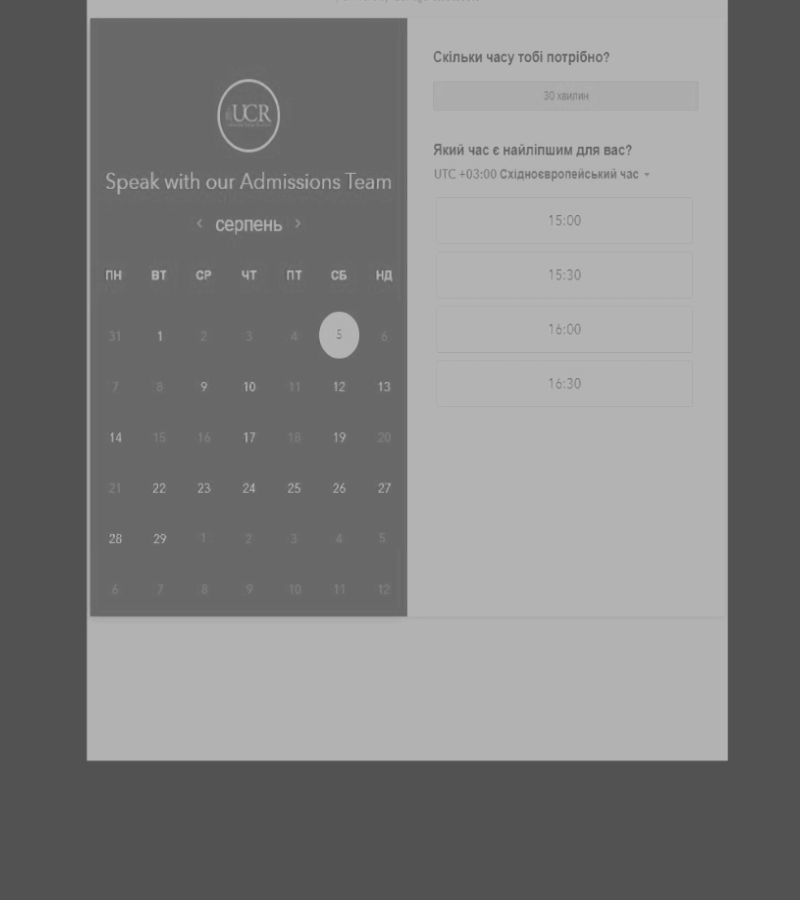 UCR
Speak with our Admissions Team
< серпень >
ПН ВТ СР ЧТ ПТ СБ НД
31 1 2 3 4 5 6
7 8 9 10 11 12 13
14 15 16 17 18 19 20
21 22 23 24 25 26 27
28 29 1 2 3 4 5
6 7 8 9 10 11 12
Скільки часу тобі потрібно?
30 хвилин
Який час є найліпшим для вас?
UTC +03:00 Східноєвропейський час
15:00
15:30
16:00
16:30